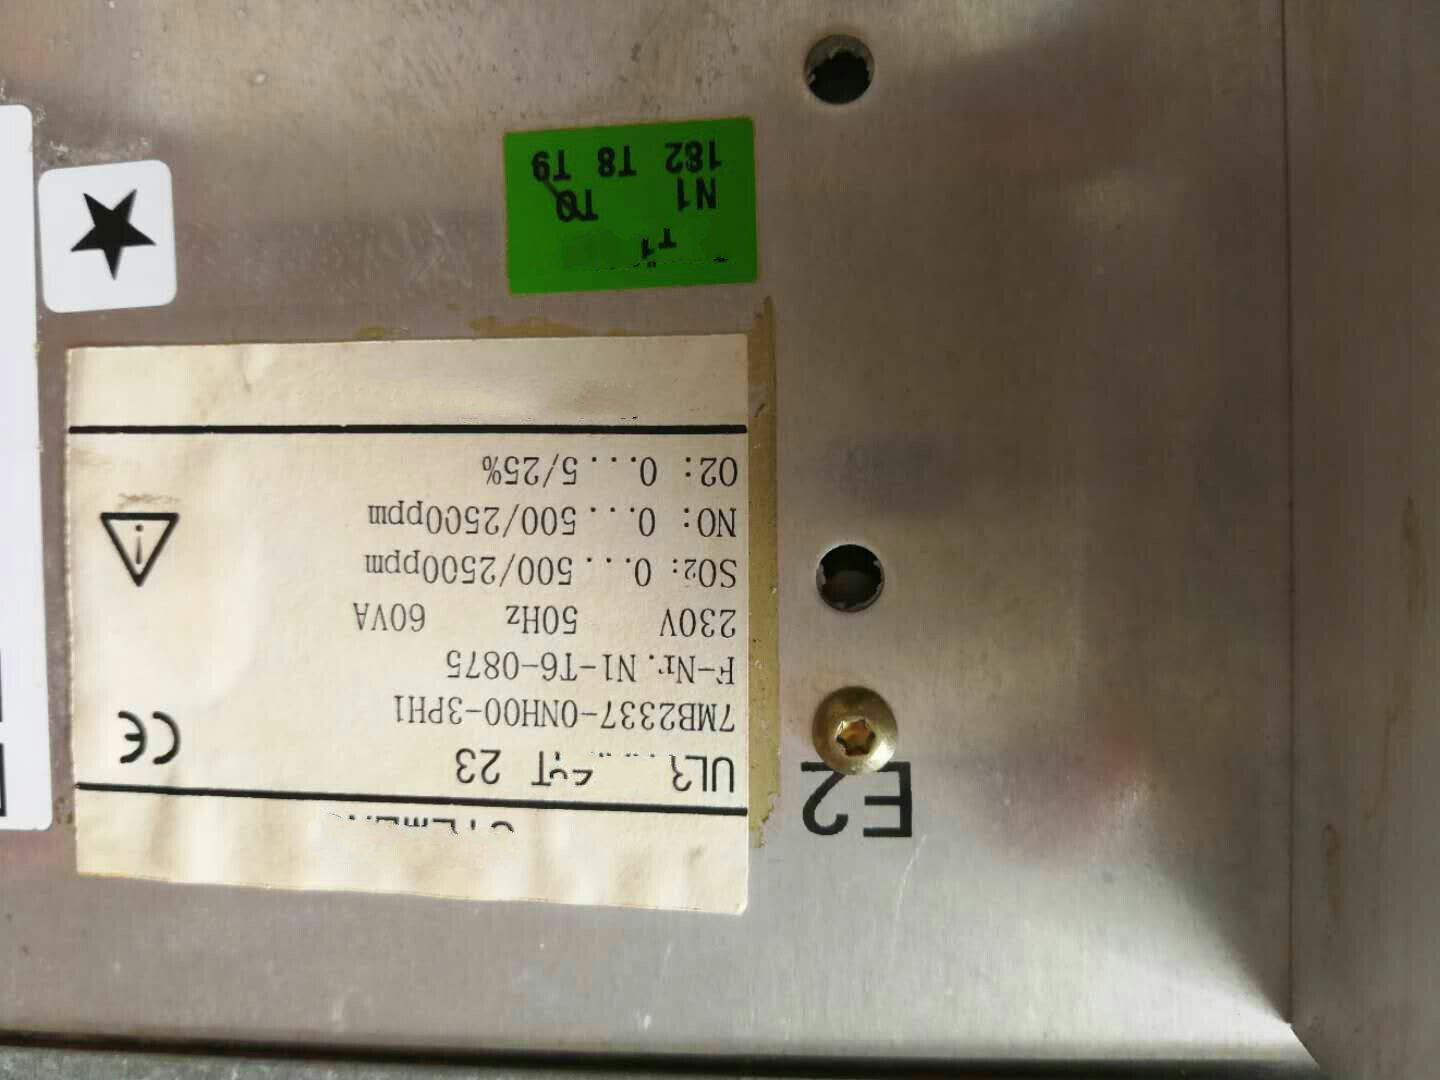 E2
7MB2337-0NH00-3PH1
F-Nr. N1-T6-0875
230V 50Hz 60VA
SO2: 0...500/2500ppm
NO: 0...500/2500ppm
O2: 0...5/25%
CE
23
N1 T0
182 T8 T9